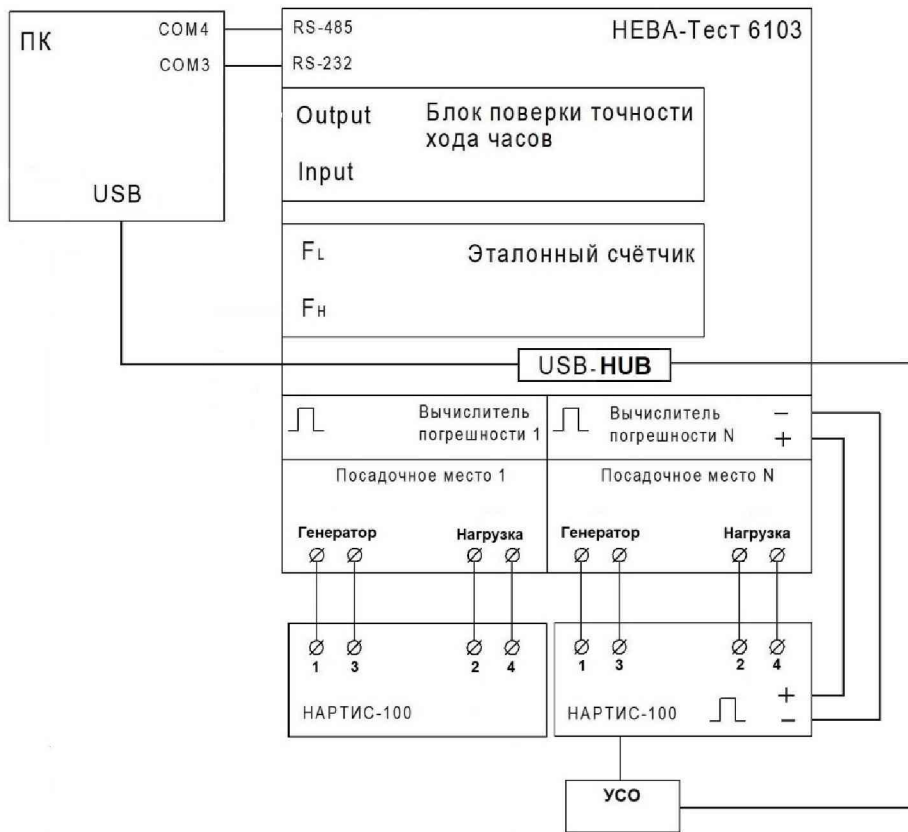 ПК
COM4
COM3
USB
RS-485
НЕВА-Тест 6103
RS-232
Output
Блок поверки точности
хода часов
Input
FL
Эталонный счётчик
FH
USB-HUB
Вычислитель
погрешности 1
Вычислитель
погрешности N
−
+
Посадочное место 1
Посадочное место N
Генератор
Нагрузка
Генератор
Нагрузка
1 3 2 4
1 3 2 4
НАРТИС-100
НАРТИС-100
+
−
УСО